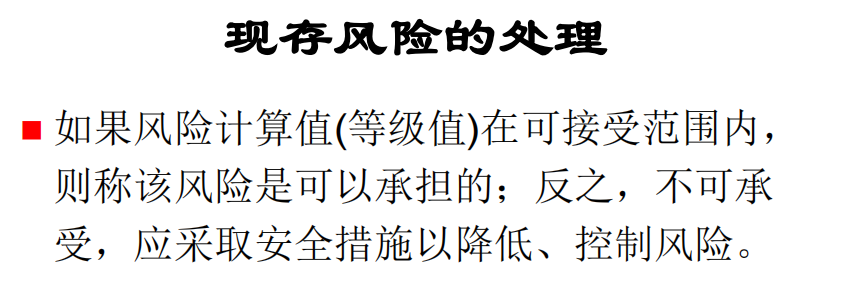 现存风险的处理
如果风险计算值(等级值)在可接受范围内，
则称该风险是可以承担的；反之，不可承
受，应采取安全措施以降低、控制风险。